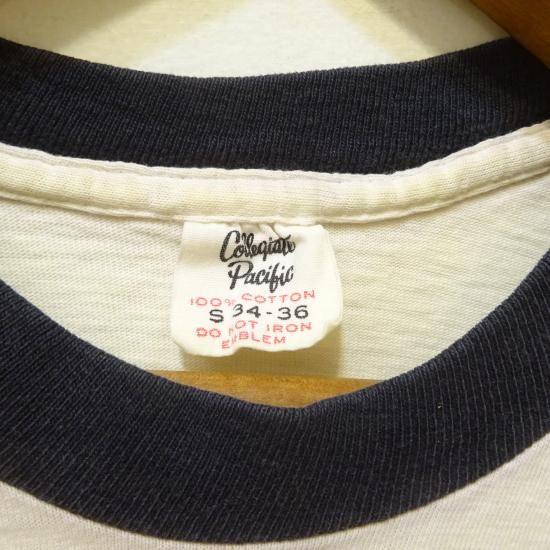 Collegiate
Pacific
100% COTTON
S 34-36
DO NOT IRON
EMBLEM